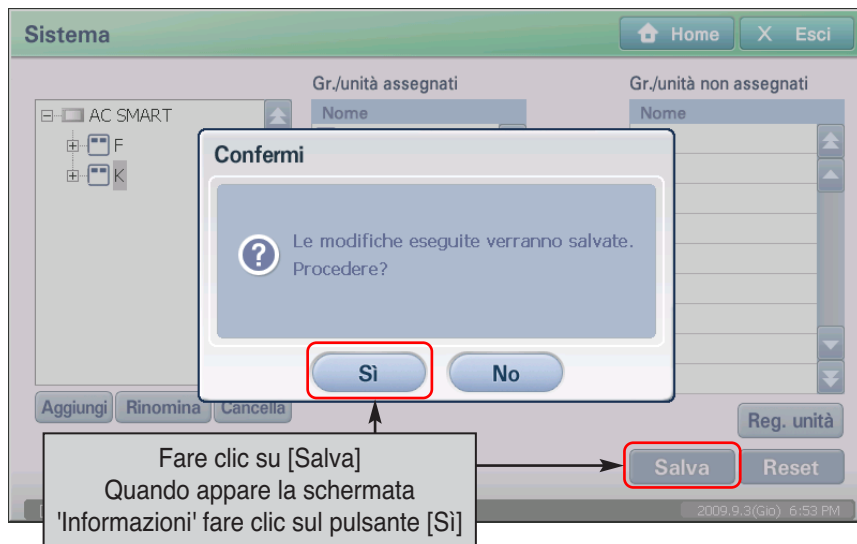 Sistema
Home
X Esci
Gr./unità assegnati
Gr./unità non assegnati
Nome
Nome
AC SMART
F
K
Confermi
Le modifiche eseguite verranno salvate.
Procedere?
Sì
No
Aggiungi
Rinomina
Cancella
Reg. unità
Fare clic su [Salva]
Quando appare la schermata
'Informazioni' fare clic sul pulsante [Sì]
Salva
Reset
2009.9.3(Gio) 6:53 PM